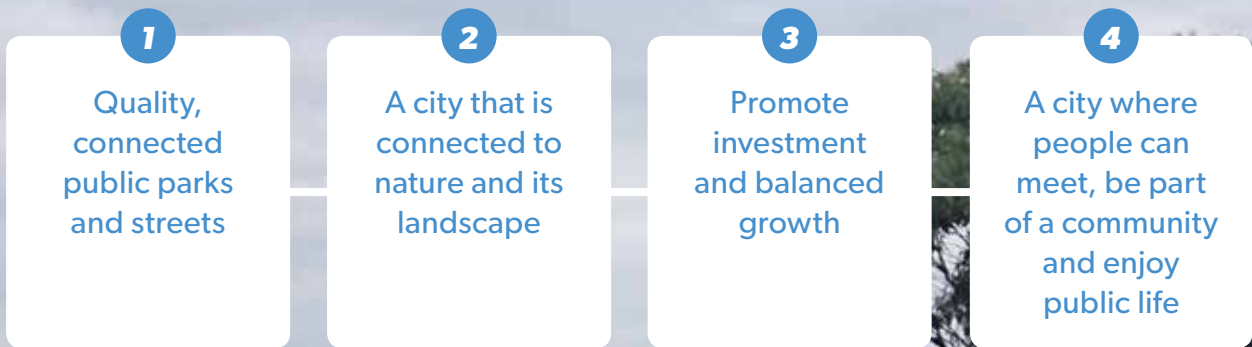 1
Quality,
connected
public parks
and streets
2
A city that is
connected to
nature and its
landscape
3
Promote
investment
and balanced
growth
4
A city where
people can
meet, be part
of a community
and enjoy
public life